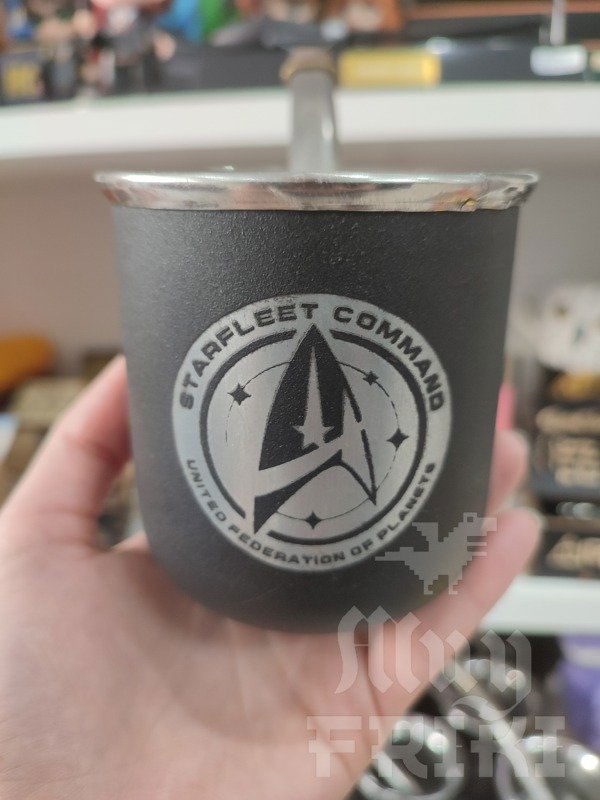 STARFLEET COMMAND
UNITED FEDERATION OF PLANETS
Muy
FRIKI